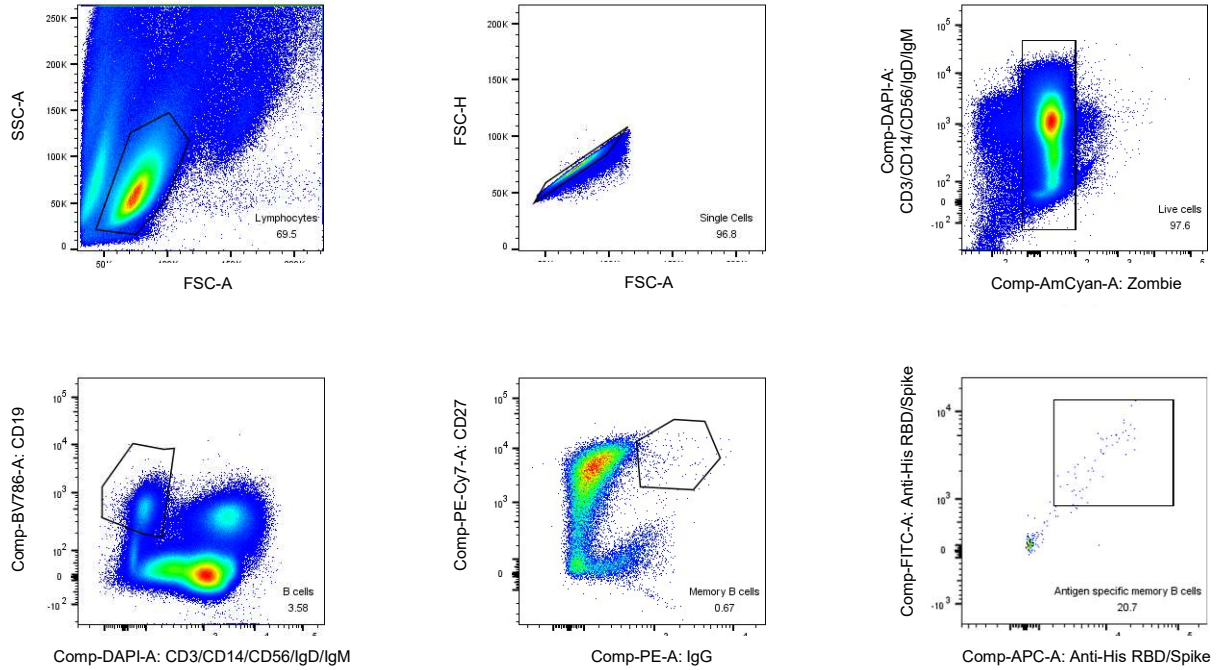 SSC-A
250K
200K
150K
100K
50K
0
50K
150K
Lymphocytes
69.5
FSC-A
FSC-H
200K
150K
100K
50K
0
Single Cells
96.8
FSC-A
Comp-DAPI-A:
CD3/CD14/CD56/IgD/IgM
10^5
10^4
10^3
10^2
0
-10^2
Live cells
97.6
Comp-AmCyan-A: Zombie
Comp-BV786-A: CD19
10^5
10^4
10^3
10^2
0
-10^2
B cells
3.58
Comp-DAPI-A: CD3/CD14/CD56/IgD/IgM
Comp-PE-Cy7-A: CD27
10^5
10^4
10^3
0
Memory B cells
0.67
Comp-PE-A: IgG
Comp-FITC-A: Anti-His RBD/Spike
10^4
10^3
0
-10^3
Antigen specific memory B cells
20.7
Comp-APC-A: Anti-His RBD/Spike